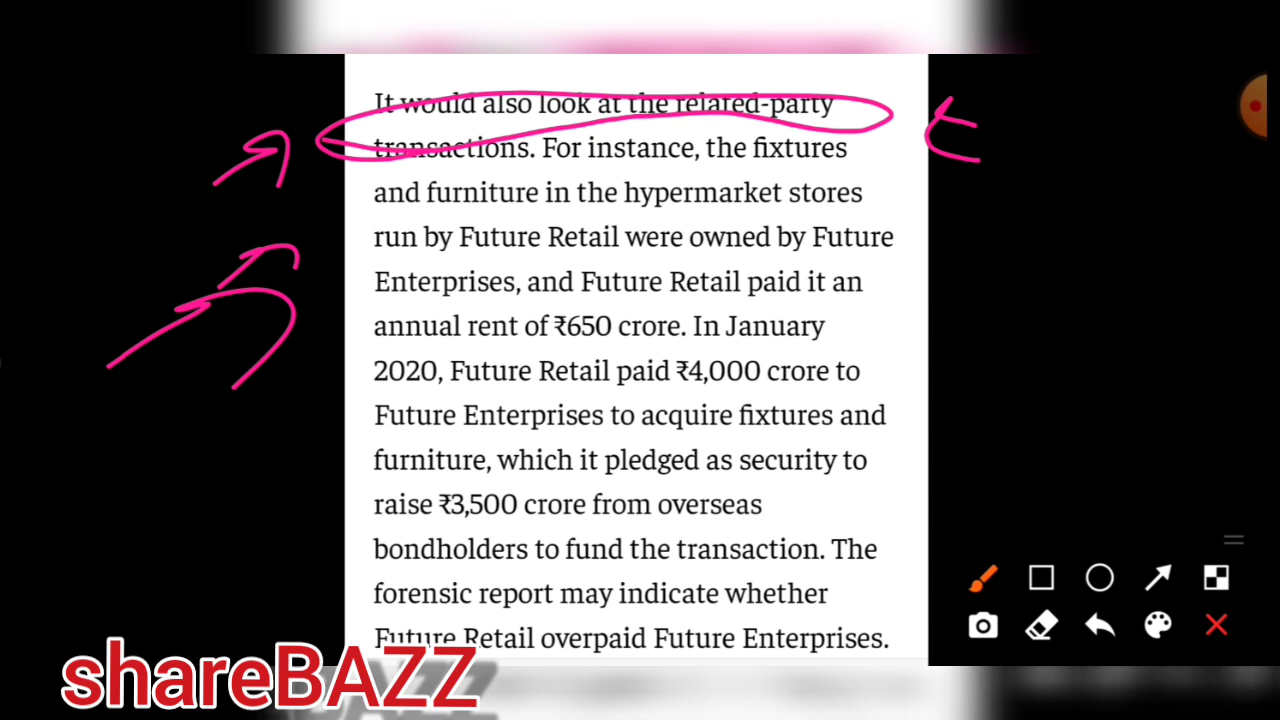 It would also look at the related-party
transactions. For instance, the fixtures
and furniture in the hypermarket stores
run by Future Retail were owned by Future
Enterprises, and Future Retail paid it an
annual rent of ₹650 crore. In January
2020, Future Retail paid ₹4,000 crore to
Future Enterprises to acquire fixtures and
furniture, which it pledged as security to
raise ₹3,500 crore from overseas
bondholders to fund the transaction. The
forensic report may indicate whether
Future Retail overpaid Future Enterprises.
shareBAZZ